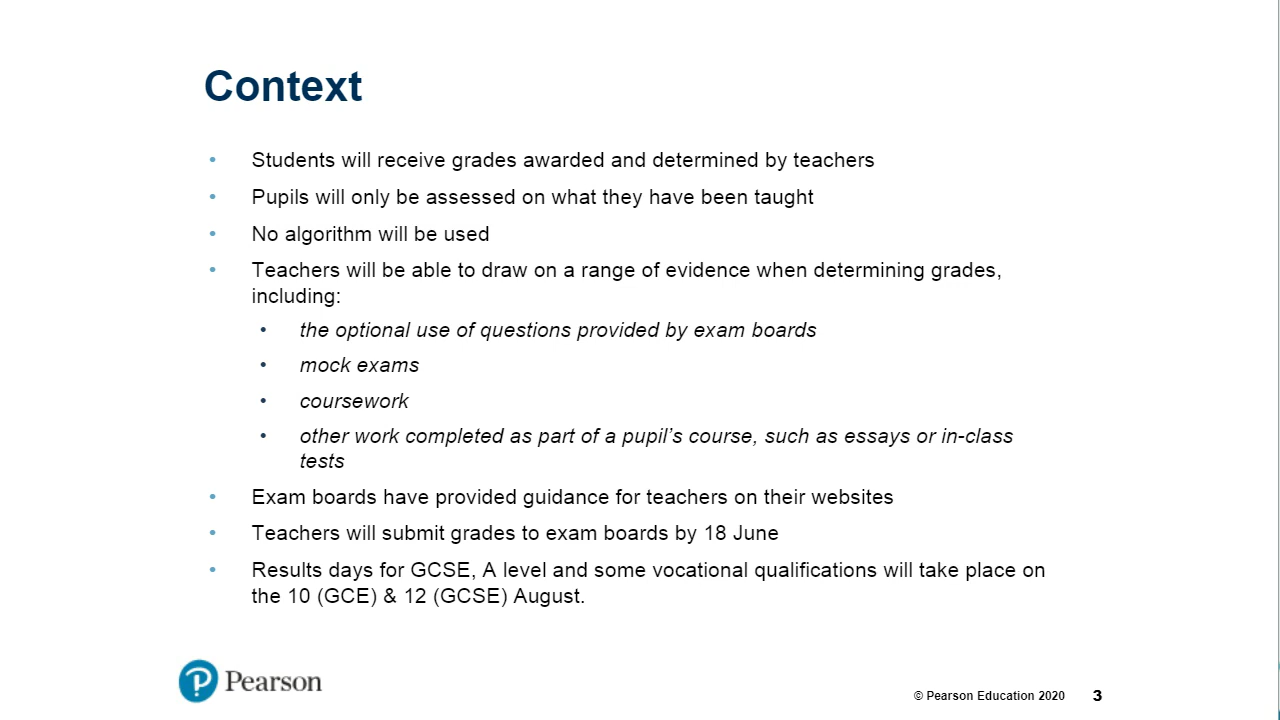 Context
• Students will receive grades awarded and determined by teachers
• Pupils will only be assessed on what they have been taught
• No algorithm will be used
• Teachers will be able to draw on a range of evidence when determining grades,
including:
• the optional use of questions provided by exam boards
• mock exams
• coursework
• other work completed as part of a pupil’s course, such as essays or in-class
tests
• Exam boards have provided guidance for teachers on their websites
• Teachers will submit grades to exam boards by 18 June
• Results days for GCSE, A level and some vocational qualifications will take place on
the 10 (GCE) & 12 (GCSE) August.
Pearson
© Pearson Education 2020 3